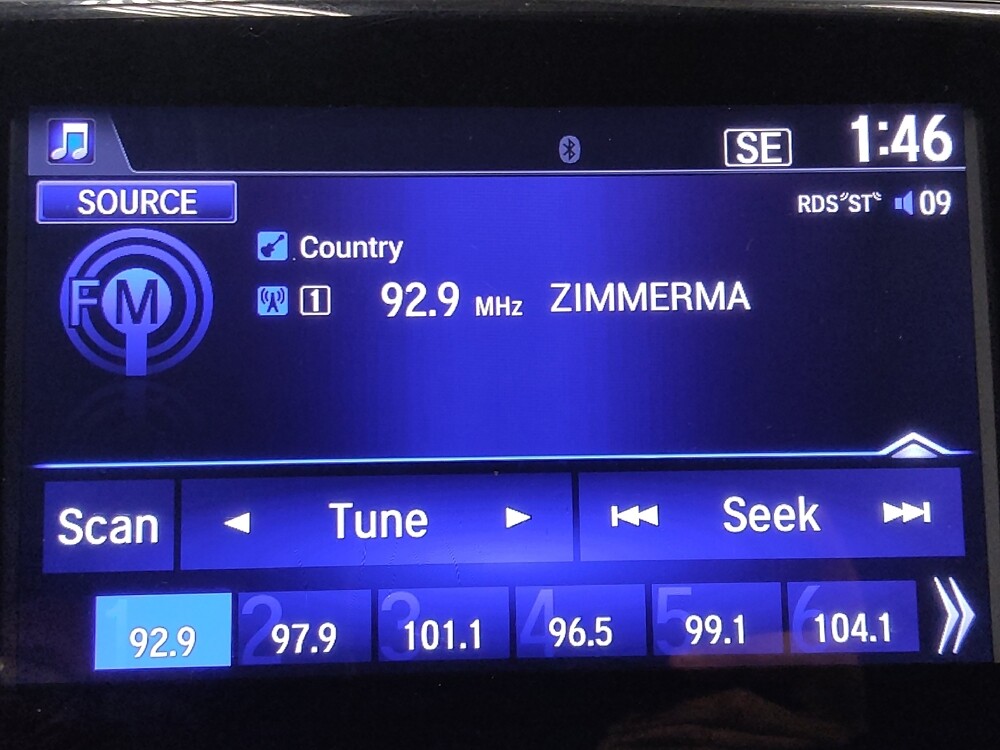 SE 1:46
SOURCE
RDS "ST" 09
FM
Country
1 92.9 MHz ZIMMERMA
Scan Tune Seek
1 92.9 2 97.9 3 101.1 4 96.5 5 99.1 6 104.1